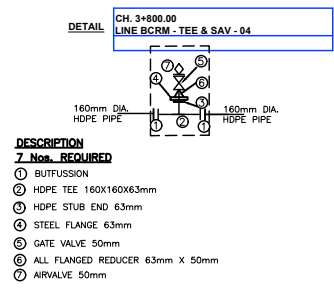 DETAIL
CH. 3+800.00
LINE BCRM - TEE & SAV - 04
7
5
4
6
3
160mm DIA.
HDPE PIPE
160mm DIA.
HDPE PIPE
1
2
1
DESCRIPTION
7 Nos. REQUIRED
1 BUTFUSSION
2 HDPE TEE 160X160X63mm
3 HDPE STUB END 63mm
4 STEEL FLANGE 63mm
5 GATE VALVE 50mm
6 ALL FLANGED REDUCER 63mm X 50mm
7 AIRVALVE 50mm